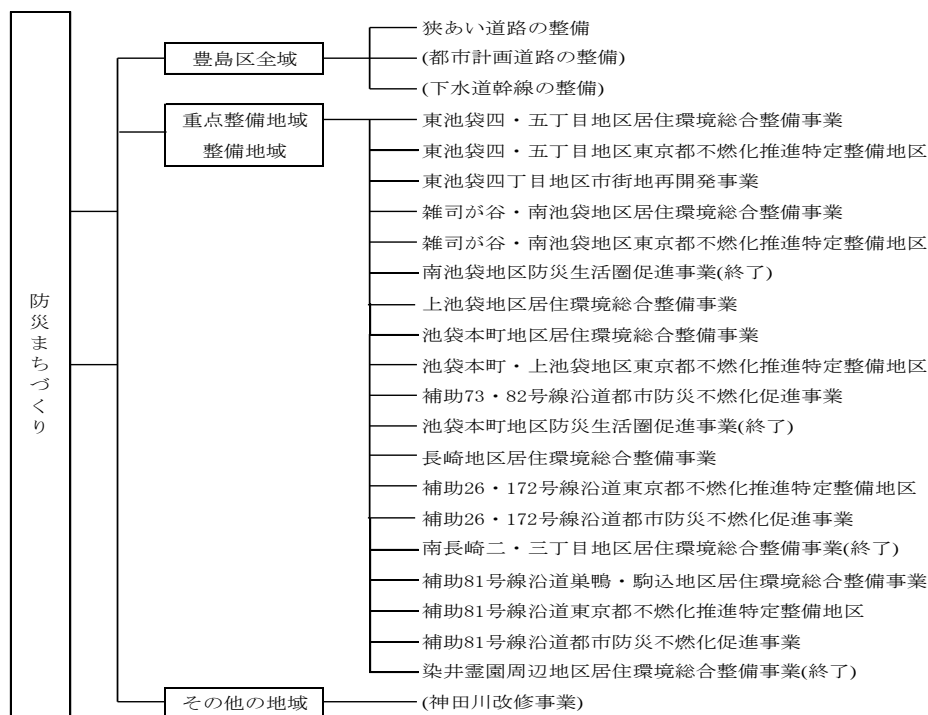 防災まちづくり
豊島区全域
狭あい道路の整備
(都市計画道路の整備)
(下水道幹線の整備)
重点整備地域
整備地域
東池袋四・五丁目地区居住環境総合整備事業
東池袋四・五丁目地区東京都不燃化推進特定整備地区
東池袋四丁目地区市街地再開発事業
雑司が谷・南池袋地区居住環境総合整備事業
雑司が谷・南池袋地区東京都不燃化推進特定整備地区
南池袋地区防災生活圏促進事業(終了)
上池袋地区居住環境総合整備事業
池袋本町地区居住環境総合整備事業
池袋本町・上池袋地区東京都不燃化推進特定整備地区
補助73・82号線沿道都市防災不燃化促進事業
池袋本町地区防災生活圏促進事業(終了)
長崎地区居住環境総合整備事業
補助26・172号線沿道東京都不燃化推進特定整備地区
補助26・172号線沿道都市防災不燃化促進事業
南長崎二・三丁目地区居住環境総合整備事業(終了)
補助81号線沿道巣鴨・駒込地区居住環境総合整備事業
補助81号線沿道東京都不燃化推進特定整備地区
補助81号線沿道都市防災不燃化促進事業
染井霊園周辺地区居住環境総合整備事業(終了)
その他の地域
(神田川改修事業)